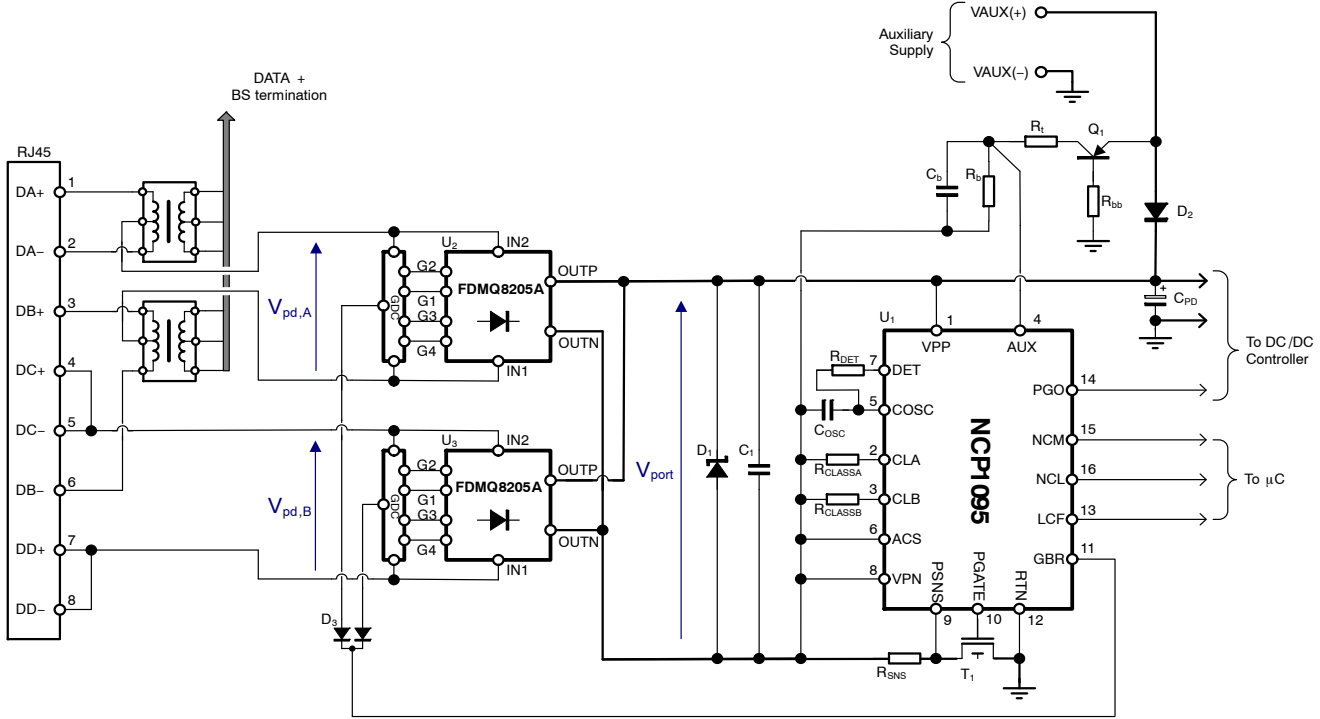 VAUX(+)
Auxiliary
Supply
VAUX(−)
DATA +
BS termination
RJ45
DA+
1
DA−
2
DB+
3
DC+
4
DC−
5
DB−
6
DD+
7
DD−
8
Vpd,A
Vpd,B
U2
IN2
G2
G1
G3
G4
GDC
FDMQ8205A
OUTP
OUTN
IN1
U3
IN2
G2
G1
G3
G4
GDC
FDMQ8205A
OUTP
OUTN
IN1
D3
Vport
D1
C1
Cb
Rb
Rt
Q1
Rbb
D2
+
CPD
To DC/DC
Controller
U1
1
VPP
4
AUX
RDET
7
DET
5
COSC
COSC
2
CLA
RCLASSA
3
CLB
RCLASSB
6
ACS
8
VPN
NCP1095
PGO
14
NCM
15
NCL
16
LCF
13
To µC
GBR
11
PSNS
9
PGATE
10
RTN
12
RSNS
T1